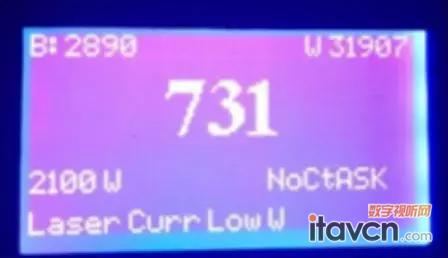 B: 2890 W 31907
731
2100 W NoCtASK
Laser Curr Low W
数字视听网
itavcn.com